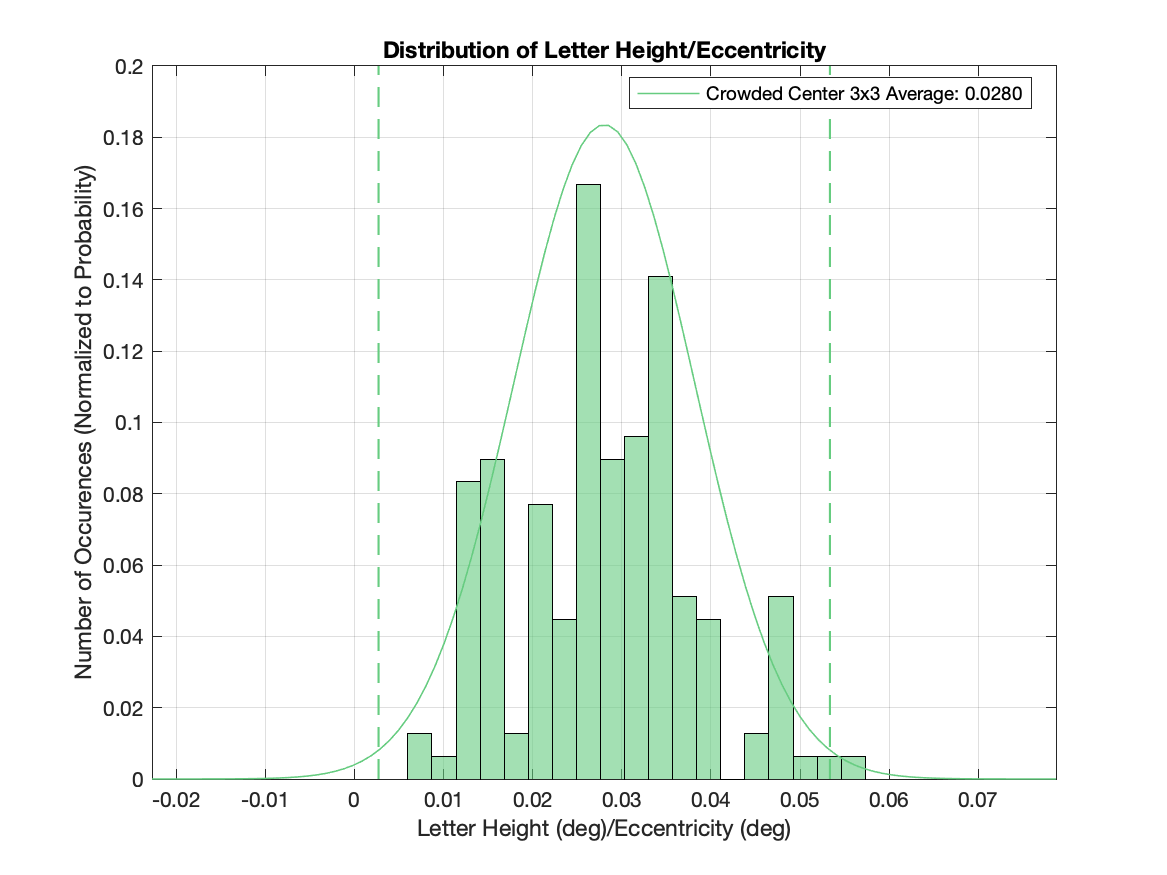 Distribution of Letter Height/Eccentricity
Crowded Center 3x3 Average: 0.0280
Number of Occurences (Normalized to Probability)
0.2
0.18
0.16
0.14
0.12
0.1
0.08
0.06
0.04
0.02
0
-0.02 -0.01 0 0.01 0.02 0.03 0.04 0.05 0.06 0.07
Letter Height (deg)/Eccentricity (deg)